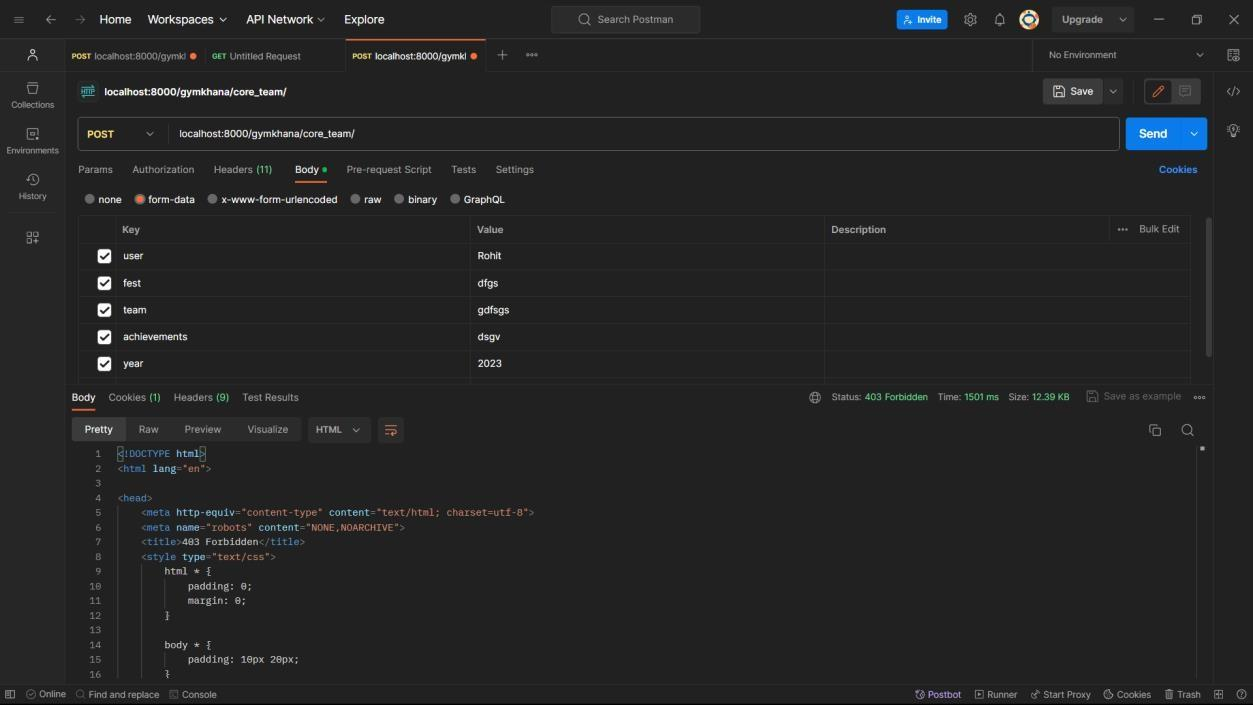 Home Workspaces API Network Explore Search Postman Invite Upgrade
POST localhost:8000/gymkl GET Untitled Request POST localhost:8000/gymkl No Environment
Collections
Environments
History
HTTP localhost:8000/gymkhana/core_team/ Save
POST localhost:8000/gymkhana/core_team/ Send
Params Authorization Headers (11) Body Pre-request Script Tests Settings Cookies
none form-data x-www-form-urlencoded raw binary GraphQL
Key Value Description Bulk Edit
user Rohit
fest dfgs
team gdfsgs
achievements dsgv
year 2023
Body Cookies (1) Headers (9) Test Results Status: 403 Forbidden Time: 1501 ms Size: 12.39 KB Save as example
Pretty Raw Preview Visualize HTML
1 <!DOCTYPE html>
2 <html lang="en">
3
4 <head>
5 <meta http-equiv="content-type" content="text/html; charset=utf-8">
6 <meta name="robots" content="NONE,NOARCHIVE">
7 <title>403 Forbidden</title>
8 <style type="text/css">
9 html * {
10 padding: 0;
11 margin: 0;
12 }
13
14 body * {
15 padding: 10px 20px;
16 }
Online Find and replace Console Postbot Runner Start Proxy Cookies Trash